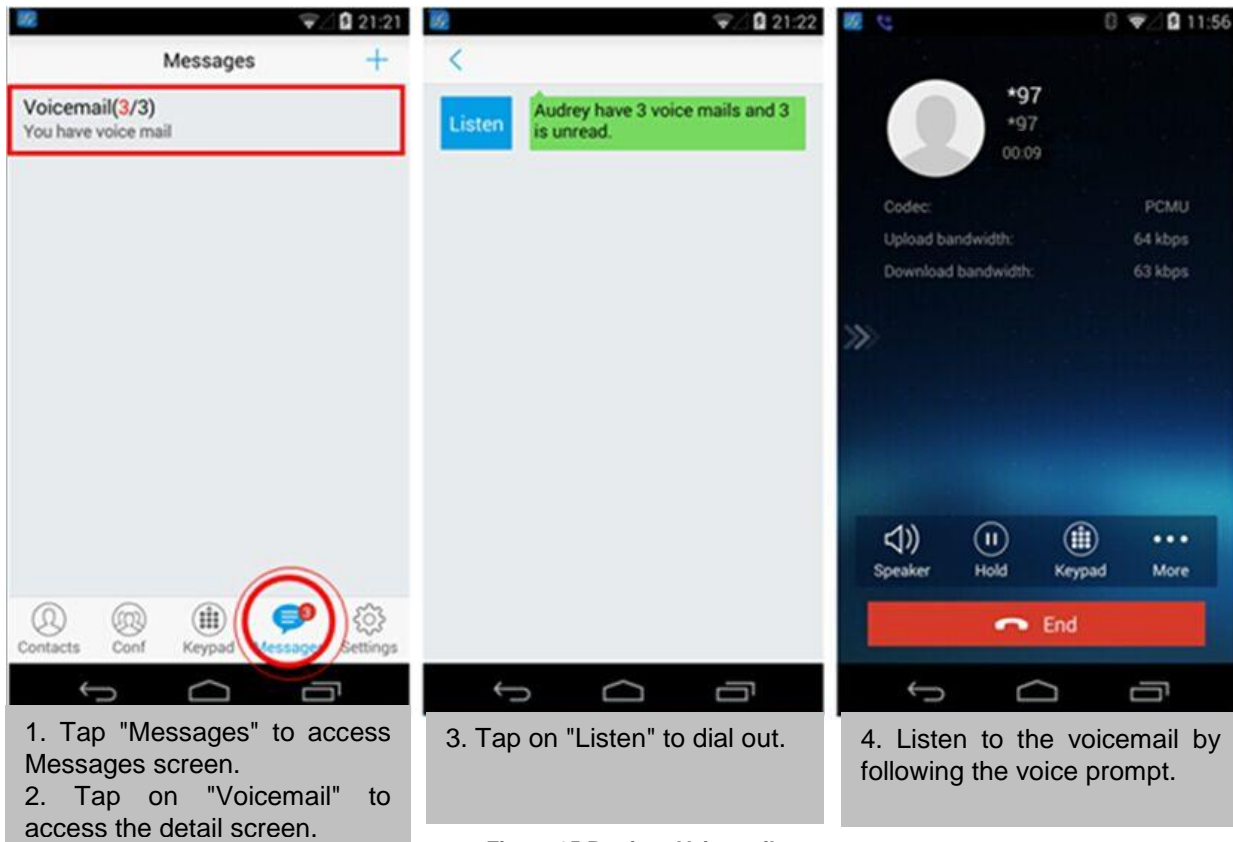 21:21
Messages +
Voicemail(3/3)
You have voice mail
3
Contacts Conf Keypad Messages Settings
1. Tap "Messages" to access
Messages screen.
2. Tap on "Voicemail" to
access the detail screen.
21:22
Listen
Audrey have 3 voice mails and 3
is unread.
3. Tap on "Listen" to dial out.
11:56
*97
*97
00:09
Codec: PCMU
Upload bandwidth: 64 kbps
Download bandwidth: 63 kbps
Speaker Hold Keypad More
End
4. Listen to the voicemail by
following the voice prompt.